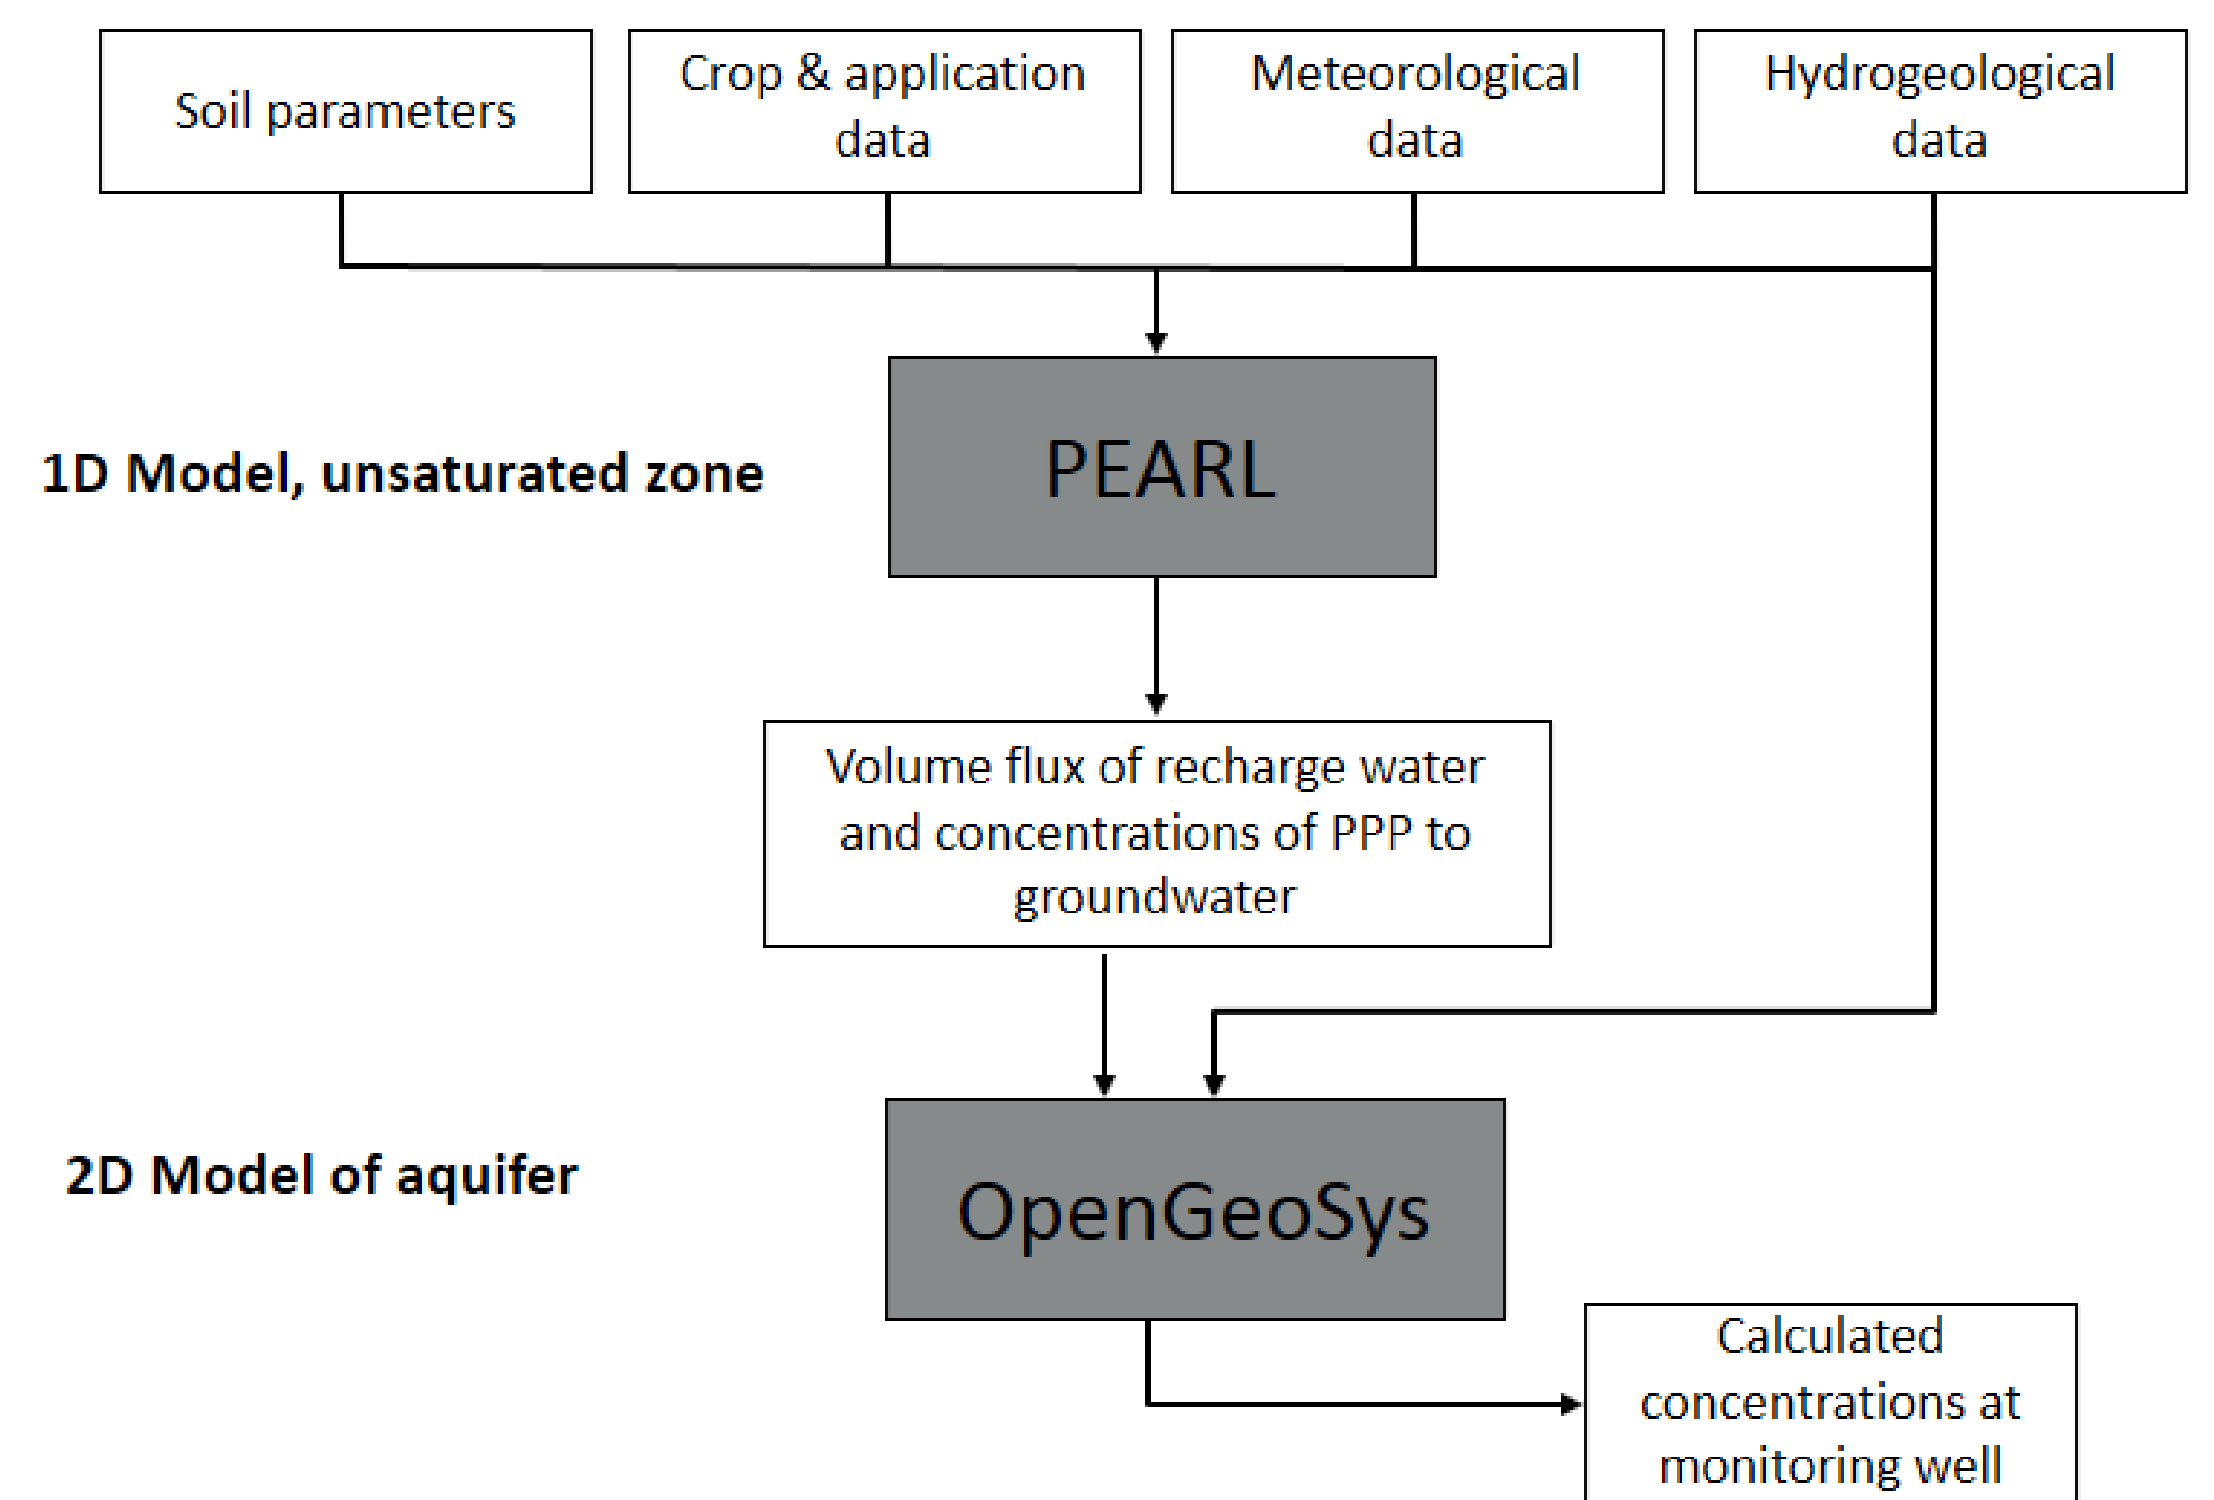 Soil parameters
Crop & application
data
Meteorological
data
Hydrogeological
data
1D Model, unsaturated zone
PEARL
Volume flux of recharge water
and concentrations of PPP to
groundwater
2D Model of aquifer
OpenGeoSys
Calculated
concentrations at
monitoring well